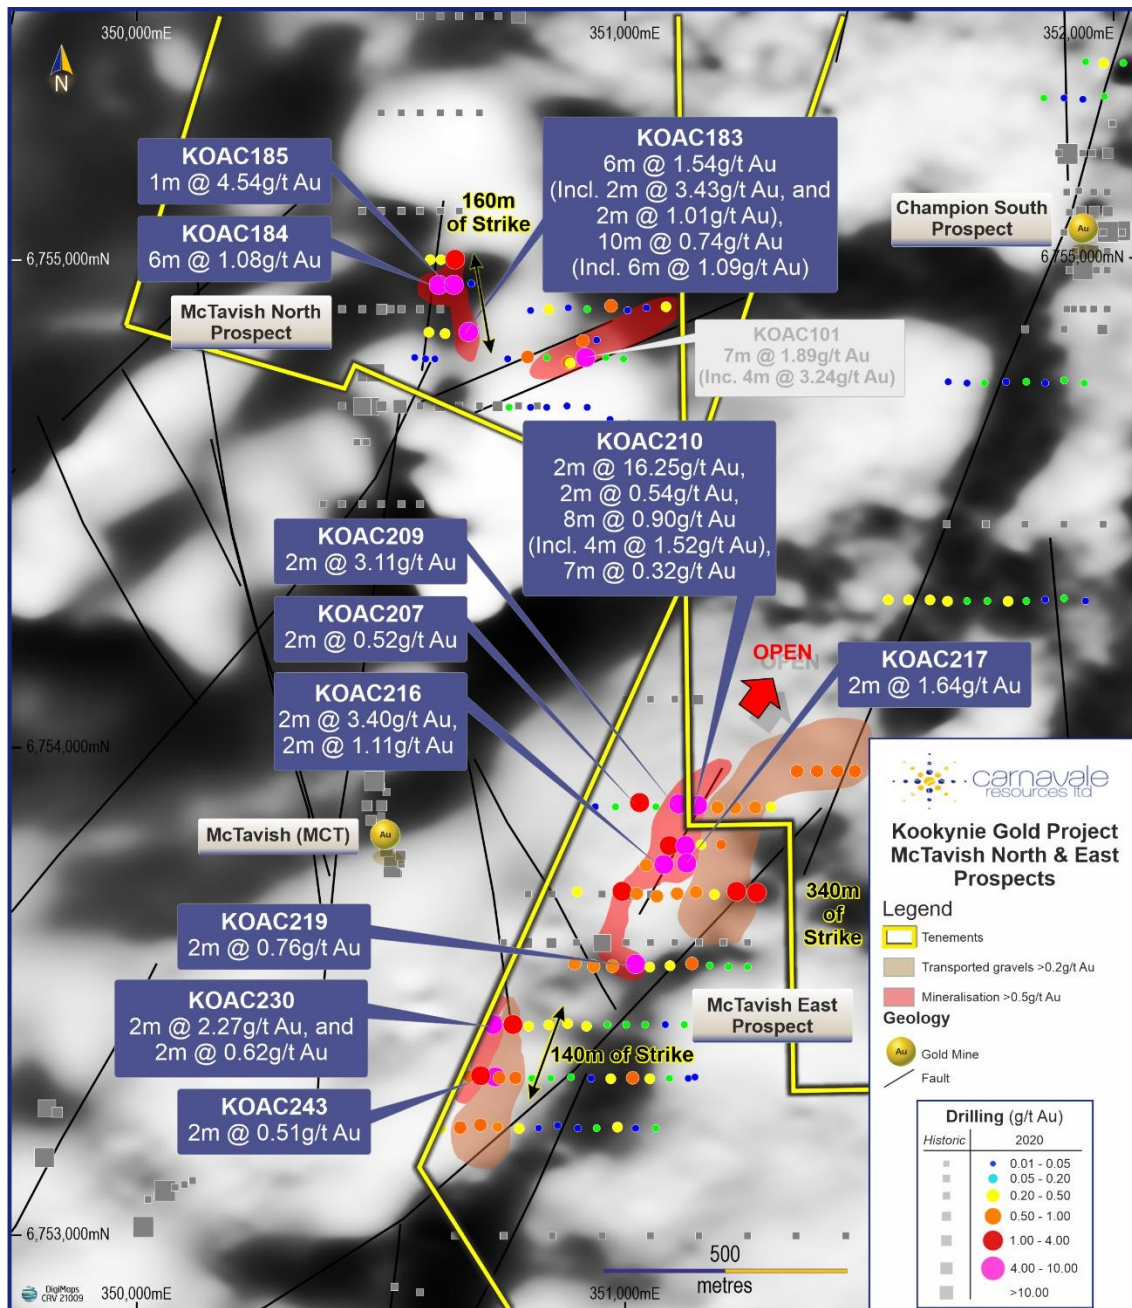 350,000mE
351,000mE
352,000mE
N
KOAC185
1m @ 4.54g/t Au
KOAC184
6m @ 1.08g/t Au
160m
of Strike
KOAC183
6m @ 1.54g/t Au
(Incl. 2m @ 3.43g/t Au, and
2m @ 1.01g/t Au),
10m @ 0.74g/t Au
(Incl. 6m @ 1.09g/t Au)
Champion South
Prospect
Au
6,755,000mN
6,755,000mN
McTavish North
Prospect
KOAC101
7m @ 1.89g/t Au
(Inc. 4m @ 3.24g/t Au)
KOAC210
2m @ 16.25g/t Au,
2m @ 0.54g/t Au,
8m @ 0.90g/t Au
(Incl. 4m @ 1.52g/t Au),
7m @ 0.32g/t Au
KOAC209
2m @ 3.11g/t Au
KOAC207
2m @ 0.52g/t Au
KOAC216
2m @ 3.40g/t Au,
2m @ 1.11g/t Au
OPEN
KOAC217
2m @ 1.64g/t Au
6,754,000mN
McTavish (MCT)
Au
340m
of
Strike
KOAC219
2m @ 0.76g/t Au
KOAC230
2m @ 2.27g/t Au, and
2m @ 0.62g/t Au
McTavish East
Prospect
140m of Strike
KOAC243
2m @ 0.51g/t Au
6,753,000mN
500
metres
DigiMaps
CAV 21009
350,000mE
351,000mE
carnavale
resources ltd
Kookynie Gold Project
McTavish North & East
Prospects
Legend
Tenements
Transported gravels >0.2g/t Au
Mineralisation >0.5g/t Au
Geology
Au Gold Mine
Fault
Drilling (g/t Au)
Historic 2020
0.01 - 0.05
0.05 - 0.20
0.20 - 0.50
0.50 - 1.00
1.00 - 4.00
4.00 - 10.00
>10.00